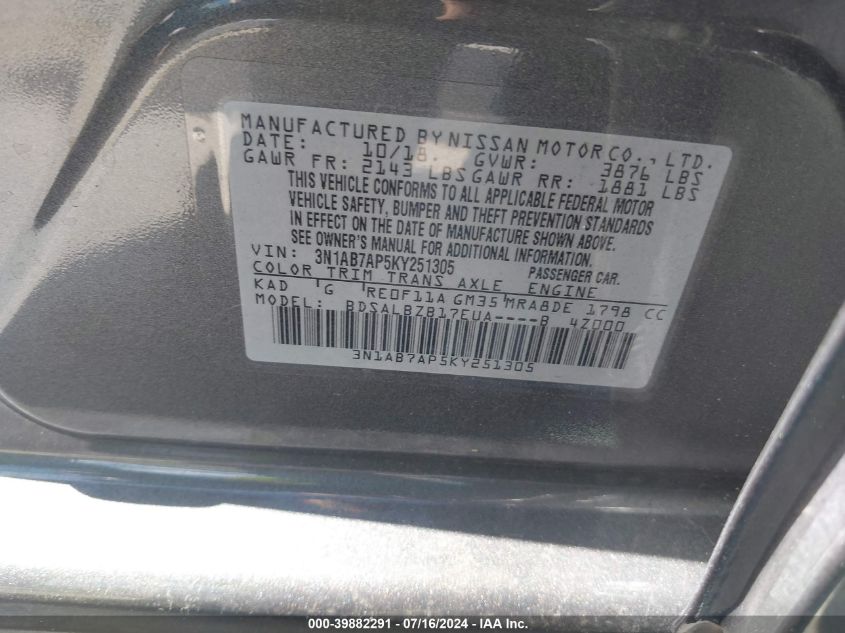 MANUFACTURED BY NISSAN MOTOR CO., LTD.
DATE: 10/18. GVWR: 3876 LBS
GAWR FR: 2143 LBS GAWR RR: 1881 LBS
THIS VEHICLE CONFORMS TO ALL APPLICABLE FEDERAL MOTOR
VEHICLE SAFETY, BUMPER AND THEFT PREVENTION STANDARDS
IN EFFECT ON THE DATE OF MANUFACTURE SHOWN ABOVE.
SEE OWNER'S MANUAL FOR ADDITIONAL INFORMATION.
VIN: 3N1AB7AP5KY251305 PASSENGER CAR.
COLOR TRIM TRANS AXLE ENGINE
KAD G RE0F11A GM35 MRA8DE 1798 CC
MODEL: BDSALBZB17EUA----B 4Z000
3N1AB7AP5KY251305
000-39882291 - 07/16/2024 - IAA Inc.